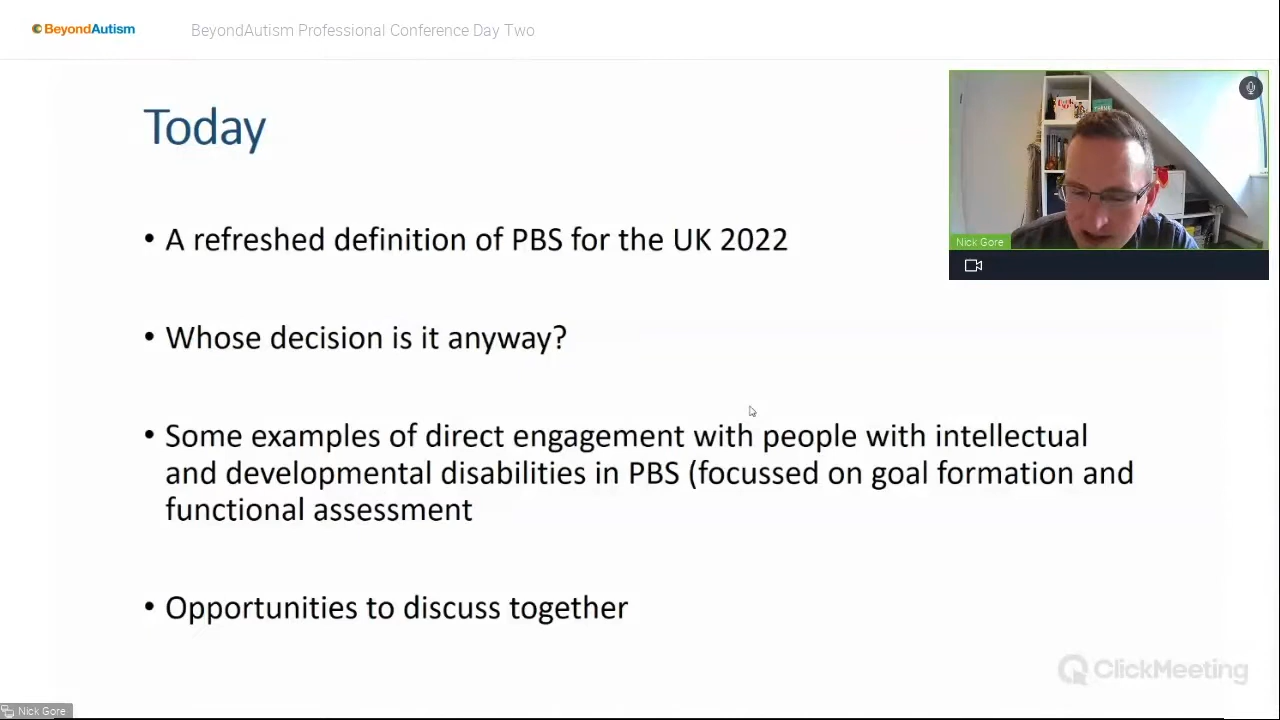 BeyondAutism
BeyondAutism Professional Conference Day Two
Today
• A refreshed definition of PBS for the UK 2022
• Whose decision is it anyway?
• Some examples of direct engagement with people with intellectual
and developmental disabilities in PBS (focussed on goal formation and
functional assessment
• Opportunities to discuss together
Nick Gore
ClickMeeting
Nick Gore